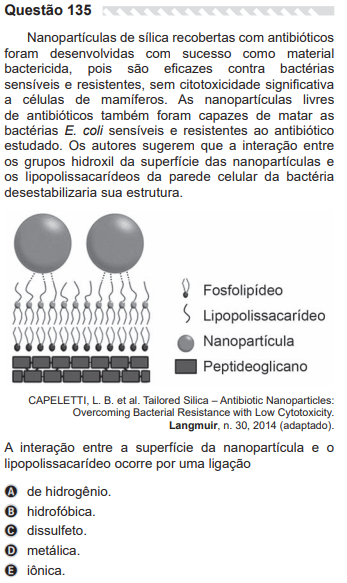 Questão 135
Nanopartículas de sílica recobertas com antibióticos
foram desenvolvidas com sucesso como material
bactericida, pois são eficazes contra bactérias
sensíveis e resistentes, sem citotoxicidade significativa
a células de mamíferos. As nanopartículas livres
de antibióticos também foram capazes de matar as
bactérias E. coli sensíveis e resistentes ao antibiótico
estudado. Os autores sugerem que a interação entre
os grupos hidroxil da superfície das nanopartículas e
os lipopolissacarídeos da parede celular da bactéria
desestabilizaria sua estrutura.
Fosfolipídeo
Lipopolissacarídeo
Nanopartícula
Peptideoglicano
CAPELETTI, L. B. et al. Tailored Silica – Antibiotic Nanoparticles:
Overcoming Bacterial Resistance with Low Cytotoxicity.
Langmuir, n. 30, 2014 (adaptado).
A interação entre a superfície da nanopartícula e o
lipopolissacarídeo ocorre por uma ligação
A de hidrogênio.
B hidrofóbica.
C dissulfeto.
D metálica.
E iônica.